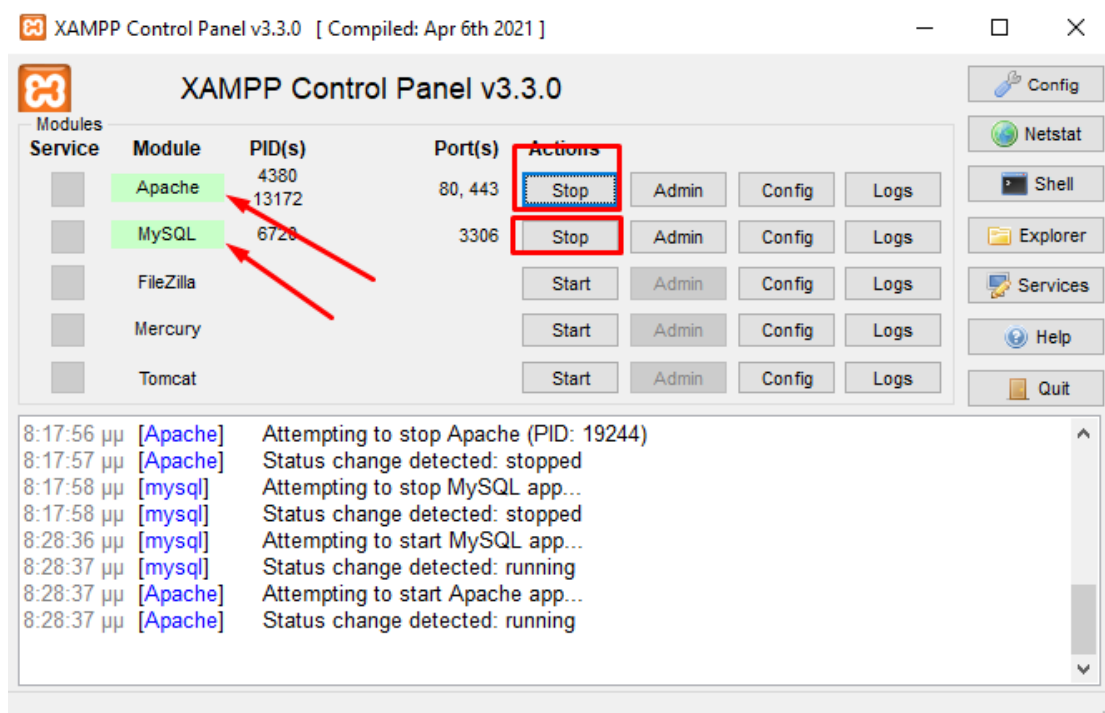 XAMPP Control Panel v3.3.0 [ Compiled: Apr 6th 2021 ]
XAMPP Control Panel v3.3.0
Config
Netstat
Shell
Explorer
Services
Help
Quit
Modules
Service Module PID(s) Port(s) Actions
Apache 4380 13172 80, 443 Stop Admin Config Logs
MySQL 6720 3306 Stop Admin Config Logs
FileZilla Start Admin Config Logs
Mercury Start Admin Config Logs
Tomcat Start Admin Config Logs
8:17:56 μμ [Apache] Attempting to stop Apache (PID: 19244)
8:17:57 μμ [Apache] Status change detected: stopped
8:17:58 μμ [mysql] Attempting to stop MySQL app...
8:17:58 μμ [mysql] Status change detected: stopped
8:28:36 μμ [mysql] Attempting to start MySQL app...
8:28:37 μμ [mysql] Status change detected: running
8:28:37 μμ [Apache] Attempting to start Apache app...
8:28:37 μμ [Apache] Status change detected: running